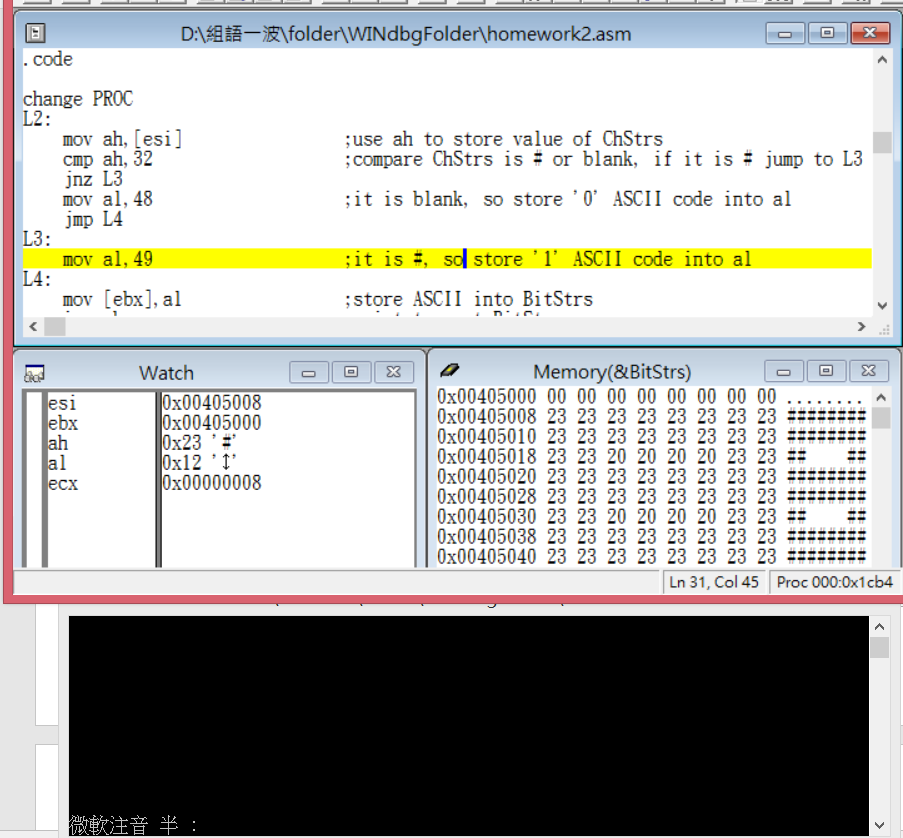 D:\組語一波\folder\WINdbgFolder\homework2.asm
.code
change PROC
L2:
mov ah,[esi] ;use ah to store value of ChStrs
cmp ah,32 ;compare ChStrs is # or blank, if it is # jump to L3
jnz L3
mov al,48 ;it is blank, so store '0' ASCII code into al
jmp L4
L3:
mov al,49 ;it is #, so store '1' ASCII code into al
L4:
mov [ebx],al ;store ASCII into BitStrs
Watch
esi 0x00405008
ebx 0x00405000
ah 0x23 '#'
al 0x12 '↕'
ecx 0x00000008
Memory(&BitStrs)
0x00405000 00 00 00 00 00 00 00 00 ........
0x00405008 23 23 23 23 23 23 23 23 ########
0x00405010 23 23 23 23 23 23 23 23 ########
0x00405018 23 23 20 20 20 20 23 23 ##    ##
0x00405020 23 23 23 23 23 23 23 23 ########
0x00405028 23 23 23 23 23 23 23 23 ########
0x00405030 23 23 20 20 20 20 23 23 ##    ##
0x00405038 23 23 23 23 23 23 23 23 ########
0x00405040 23 23 23 23 23 23 23 23 ########
Ln 31, Col 45 Proc 000:0x1cb4
微軟注音 半 :